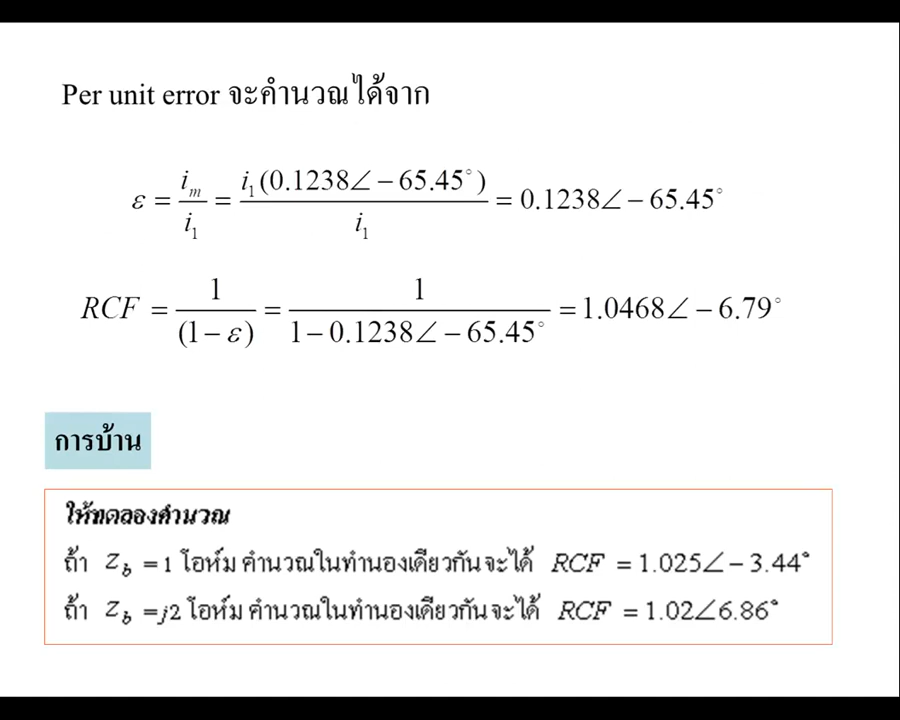 Per unit error จะคำนวณได้จาก
ε = i_m / i_1 = i_1(0.1238∠−65.45°) / i_1 = 0.1238∠−65.45°
RCF = 1 / (1−ε) = 1 / (1−0.1238∠−65.45°) = 1.0468∠−6.79°
การบ้าน
ให้ทดลองคำนวณ
ถ้า Z_b = 1 โอห์ม คำนวณในทำนองเดียวกันจะได้ RCF = 1.025∠−3.44°
ถ้า Z_b = j2 โอห์ม คำนวณในทำนองเดียวกันจะได้ RCF = 1.02∠6.86°